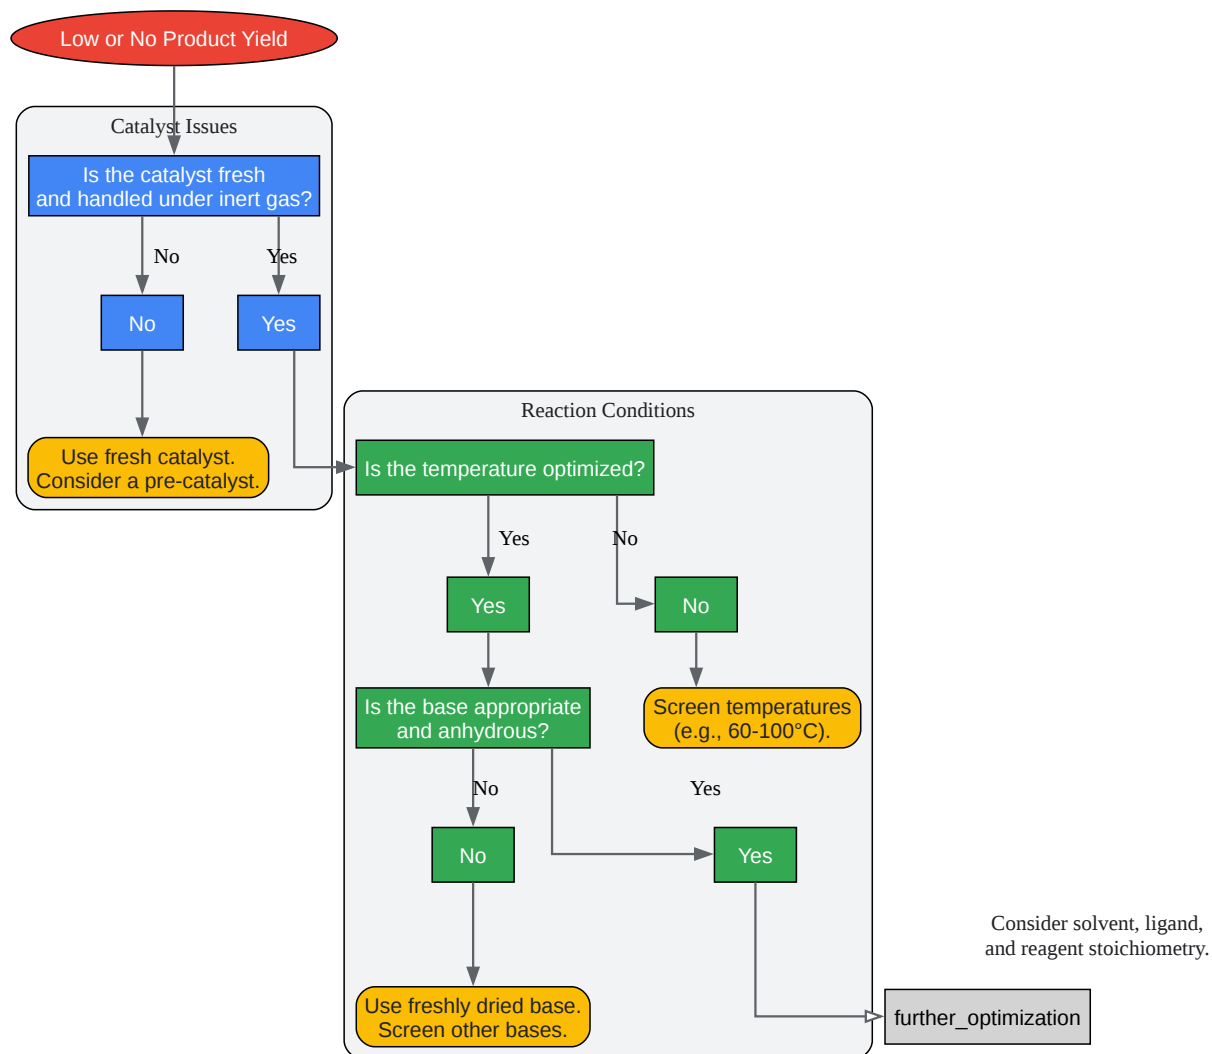 Low or No Product Yield
Catalyst Issues
Is the catalyst fresh
and handled under inert gas?
No
Yes
No
Yes
Use fresh catalyst.
Consider a pre-catalyst.
Reaction Conditions
Is the temperature optimized?
Yes
No
Yes
No
Is the base appropriate
and anhydrous?
Screen temperatures
(e.g., 60-100°C).
No
Yes
No
Yes
Consider solvent, ligand,
and reagent stoichiometry.
Use freshly dried base.
Screen other bases.
further_optimization